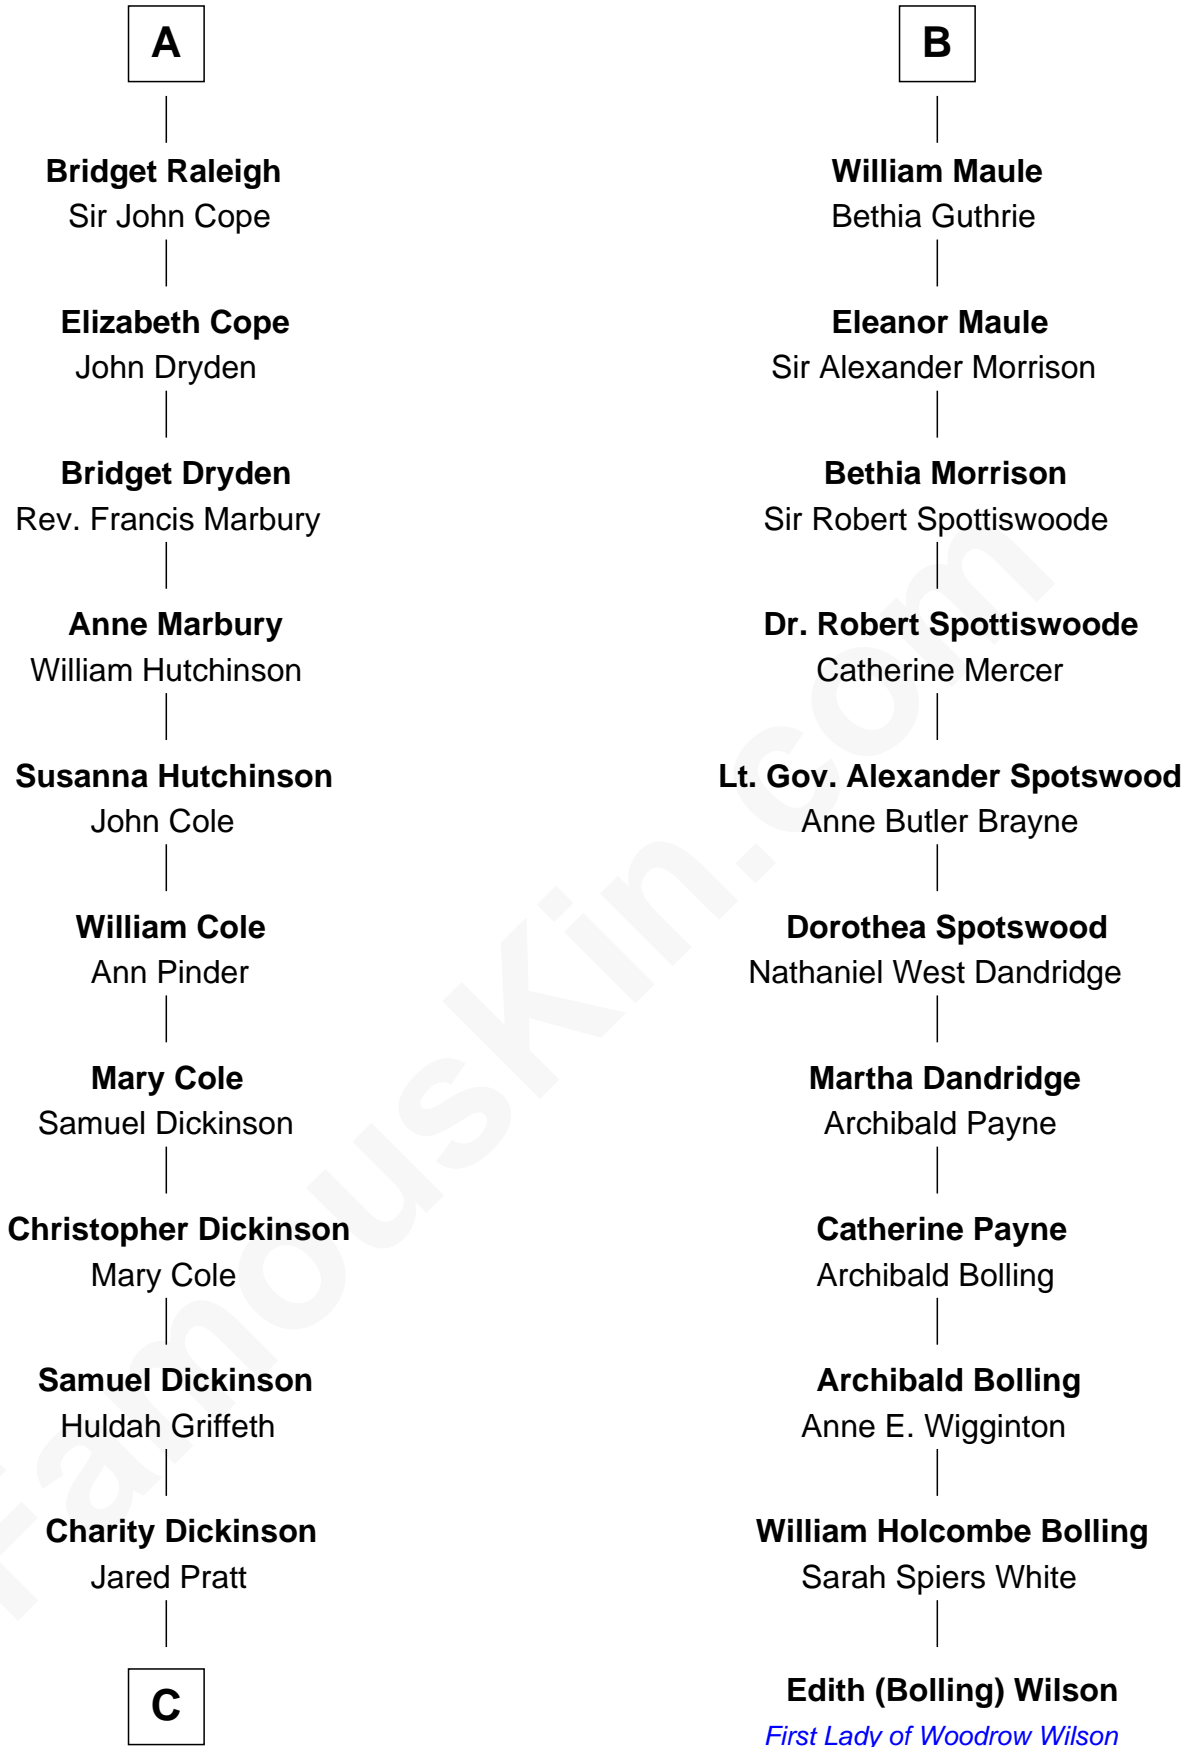 A
Bridget Raleigh
Sir John Cope
Elizabeth Cope
John Dryden
Bridget Dryden
Rev. Francis Marbury
Anne Marbury
William Hutchinson
Susanna Hutchinson
John Cole
William Cole
Ann Pinder
Mary Cole
Samuel Dickinson
Christopher Dickinson
Mary Cole
Samuel Dickinson
Huldah Griffeth
Charity Dickinson
Jared Pratt
C
B
William Maule
Bethia Guthrie
Eleanor Maule
Sir Alexander Morrison
Bethia Morrison
Sir Robert Spottiswoode
Dr. Robert Spottiswoode
Catherine Mercer
Lt. Gov. Alexander Spotswood
Anne Butler Brayne
Dorothea Spotswood
Nathaniel West Dandridge
Martha Dandridge
Archibald Payne
Catherine Payne
Archibald Bolling
Archibald Bolling
Anne E. Wigginton
William Holcombe Bolling
Sarah Spiers White
Edith (Bolling) Wilson
First Lady of Woodrow Wilson
FamousKin.com